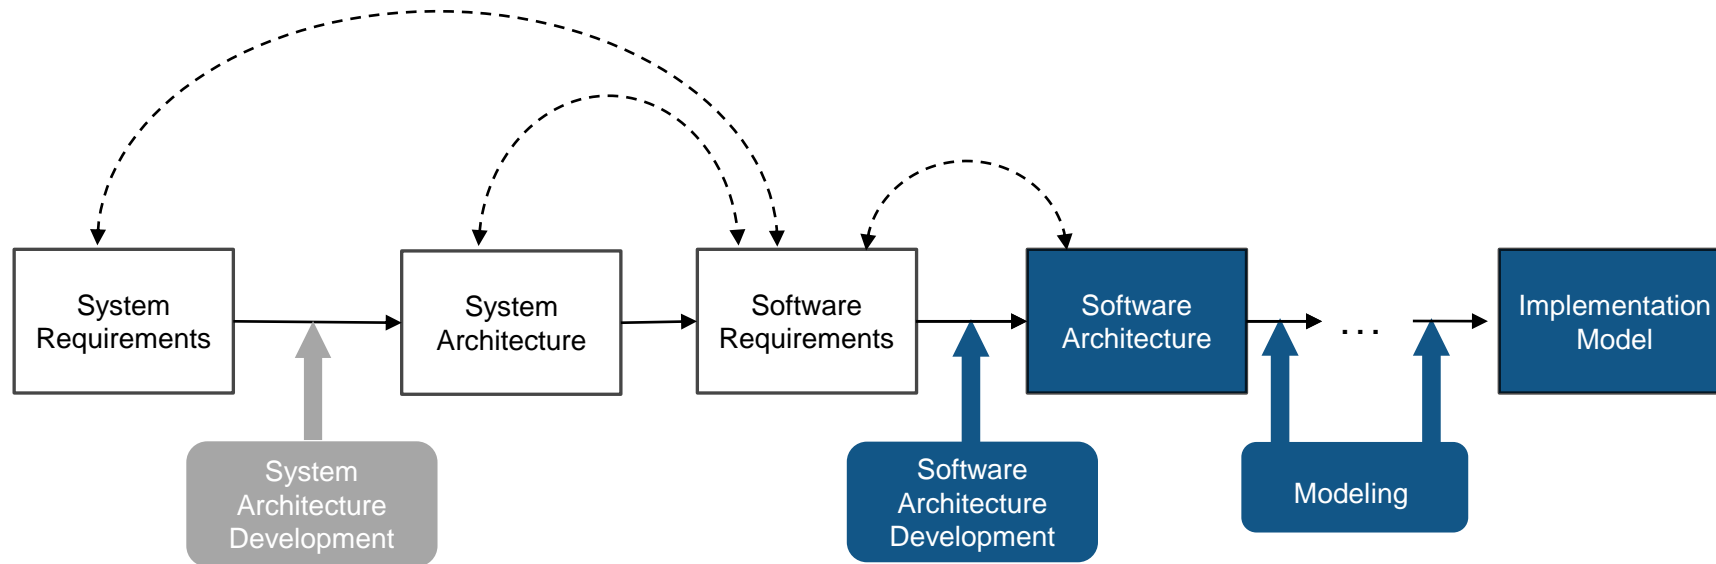 System
Requirements
System
Architecture
Software
Requirements
Software
Architecture
...
Implementation
Model
System
Architecture
Development
Software
Architecture
Development
Modeling